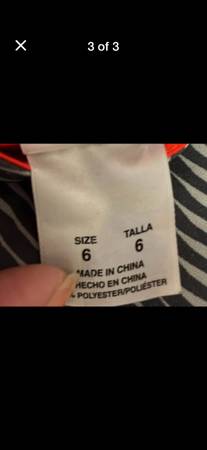 3 of 3
SIZE TALLA
6 6
MADE IN CHINA
HECHO EN CHINA
% POLYESTER/POLIÉSTER